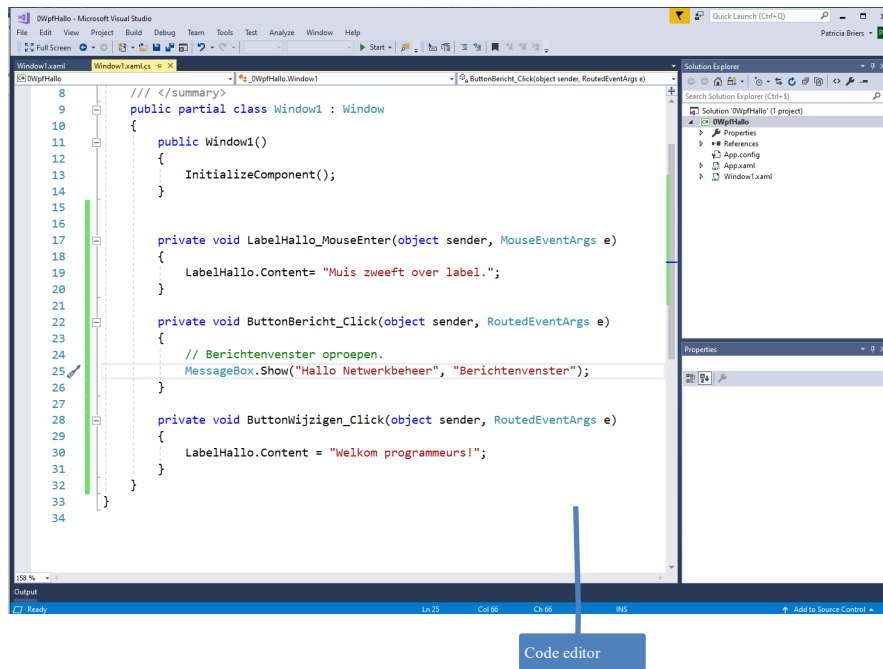 0WpfHallo - Microsoft Visual Studio
Quick Launch (Ctrl+Q)
File Edit View Project Build Debug Team Tools Test Analyze Window Help
Patricia Briers
Full Screen
Start
Window1.xaml Window1.xaml.cs
0WpfHallo _0WpfHallo.Window1 ButtonBericht_Click(object sender, RoutedEventArgs e)
8 /// </summary>
9 public partial class Window1 : Window
10 {
11 public Window1()
12 {
13 InitializeComponent();
14 }
15
16
17 private void LabelHallo_MouseEnter(object sender, MouseEventArgs e)
18 {
19 LabelHallo.Content= "Muis zweeft over label.";
20 }
21
22 private void ButtonBericht_Click(object sender, RoutedEventArgs e)
23 {
24 // Berichtenvenster oproepen.
25 MessageBox.Show("Hallo Netwerkbeheer", "Berichtenvenster");
26 }
27
28 private void ButtonWijzigen_Click(object sender, RoutedEventArgs e)
29 {
30 LabelHallo.Content = "Welkom programmeurs!";
31 }
32 }
33 }
34
158 %
Solution Explorer
Search Solution Explorer (Ctrl+$)
Solution '0WpfHallo' (1 project)
C# 0WpfHallo
Properties
References
App.config
App.xaml
Window1.xaml
Properties
Output
Ready Ln 25 Col 66 Ch 66 INS Add to Source Control
Code editor